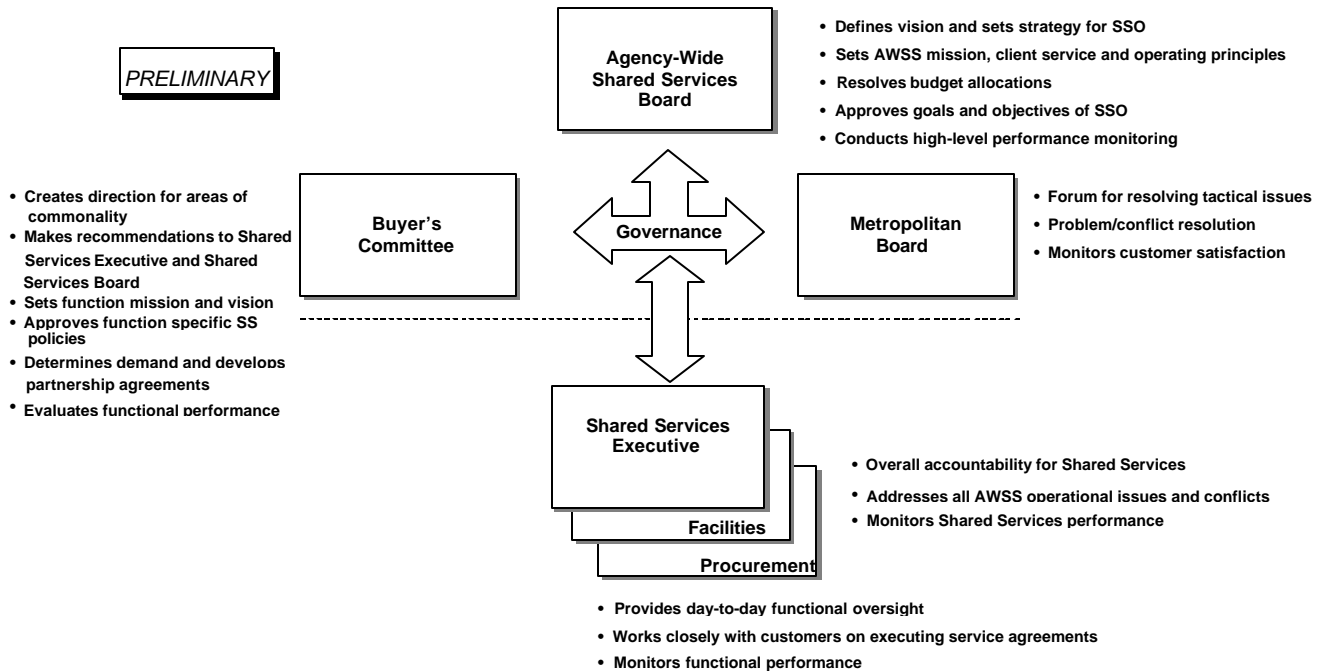 PRELIMINARY
Agency-Wide
Shared Services
Board
• Defines vision and sets strategy for SSO
• Sets AWSS mission, client service and operating principles
• Resolves budget allocations
• Approves goals and objectives of SSO
• Conducts high-level performance monitoring
• Creates direction for areas of
commonality
• Makes recommendations to Shared
Services Executive and Shared
Services Board
• Sets function mission and vision
• Approves function specific SS
policies
• Determines demand and develops
partnership agreements
• Evaluates functional performance
Buyer's
Committee
Governance
Metropolitan
Board
• Forum for resolving tactical issues
• Problem/conflict resolution
• Monitors customer satisfaction
Shared Services
Executive
Facilities
Procurement
• Overall accountability for Shared Services
• Addresses all AWSS operational issues and conflicts
• Monitors Shared Services performance
• Provides day-to-day functional oversight
• Works closely with customers on executing service agreements
• Monitors functional performance